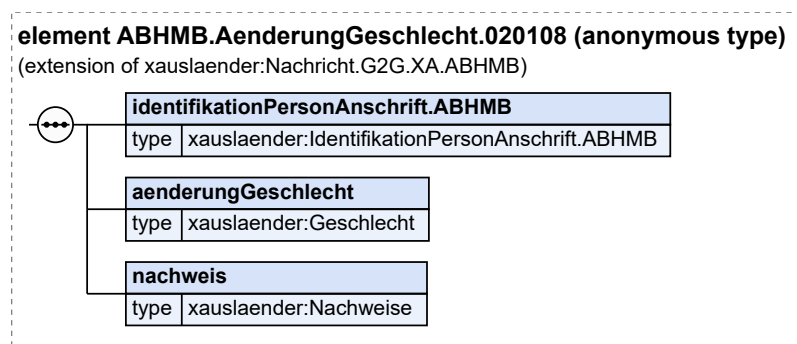 element ABHMB.AenderungGeschlecht.020108 (anonymous type)
(extension of xauslaender:Nachricht.G2G.XA.ABHMB)
identifikationPersonAnschrift.ABHMB
type xauslaender:IdentifikationPersonAnschrift.ABHMB
aenderungGeschlecht
type xauslaender:Geschlecht
nachweis
type xauslaender:Nachweise